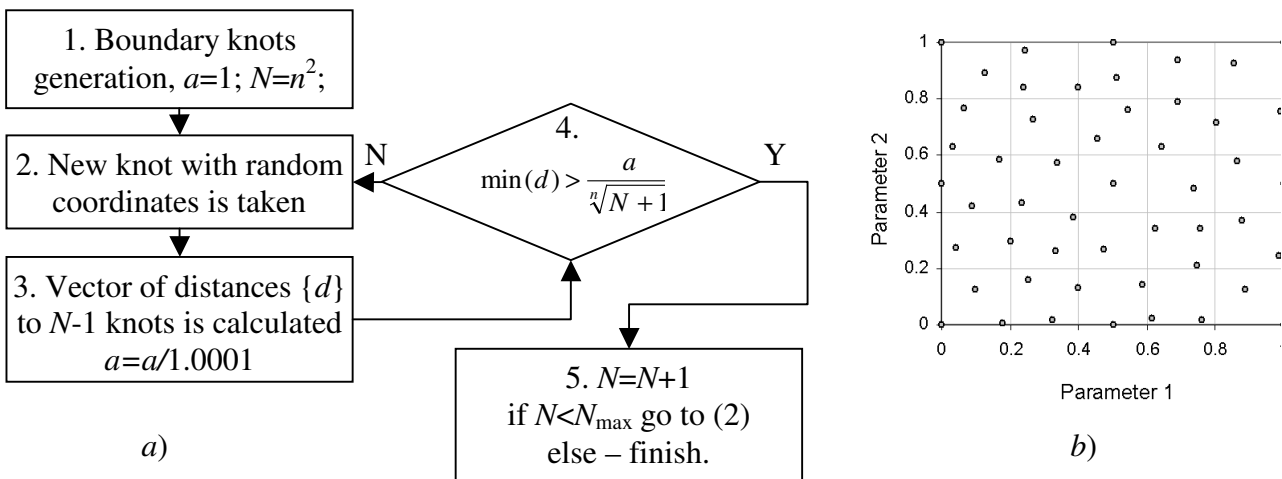 1. Boundary knots
generation, a=1; N=n²;
2. New knot with random
coordinates is taken
3. Vector of distances {d}
to N-1 knots is calculated
a=a/1.0001
N
4.
min(d) > a / ⁿ√(N + 1)
Y
5. N=N+1
if N<Nmax go to (2)
else – finish.
a)
1
0.8
0.6
0.4
0.2
0
Parameter 2
0
0.2
0.4
0.6
0.8
1
Parameter 1
b)